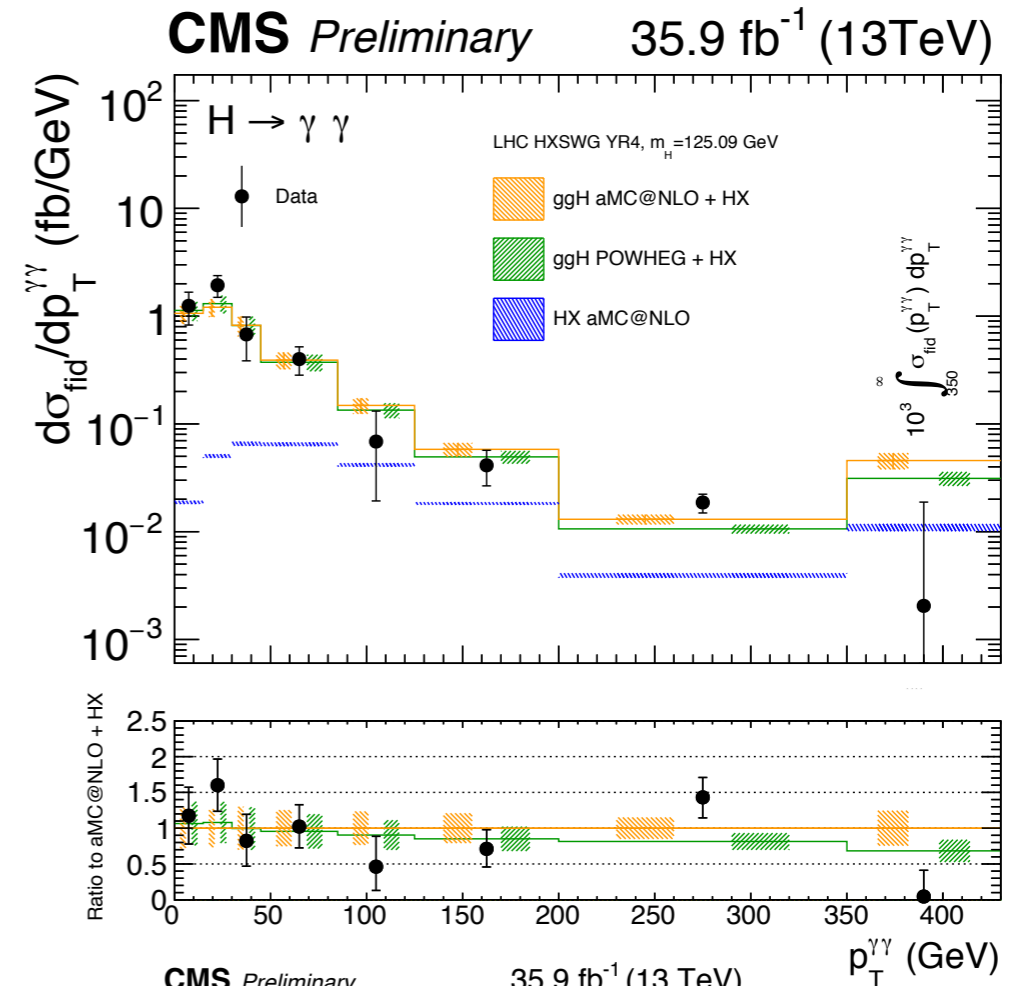 CMS Preliminary 35.9 fb⁻¹ (13TeV)
H → γ γ
LHC HXSWG YR4, m_H=125.09 GeV
Data
ggH aMC@NLO + HX
ggH POWHEG + HX
HX aMC@NLO
10³ ∫_350^∞ σ_fid (p_T^γγ) dp_T^γγ
dσ_fid/dp_T^γγ (fb/GeV)
10²
10
1
10⁻¹
10⁻²
10⁻³
Ratio to aMC@NLO + HX
2.5
2
1.5
1
0.5
0
0 50 100 150 200 250 300 350 400
p_T^γγ (GeV)
CMS Preliminary 35.9 fb⁻¹ (13 TeV)